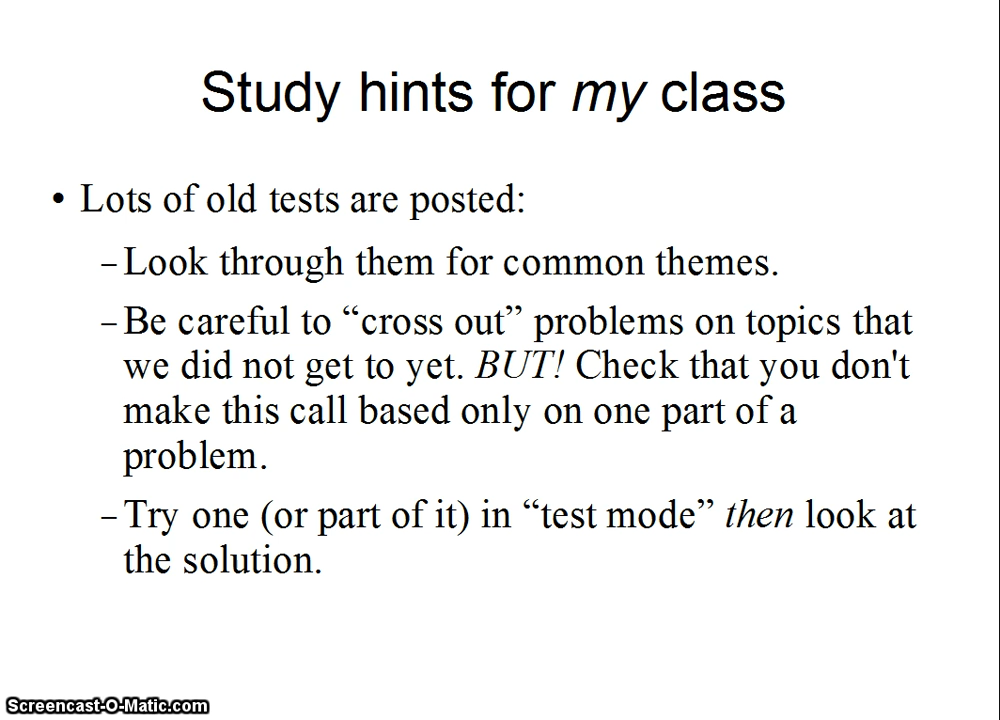 Study hints for my class
• Lots of old tests are posted:
– Look through them for common themes.
– Be careful to “cross out” problems on topics that
we did not get to yet. BUT! Check that you don't
make this call based only on one part of a
problem.
– Try one (or part of it) in “test mode” then look at
the solution.
Screencast-O-Matic.com